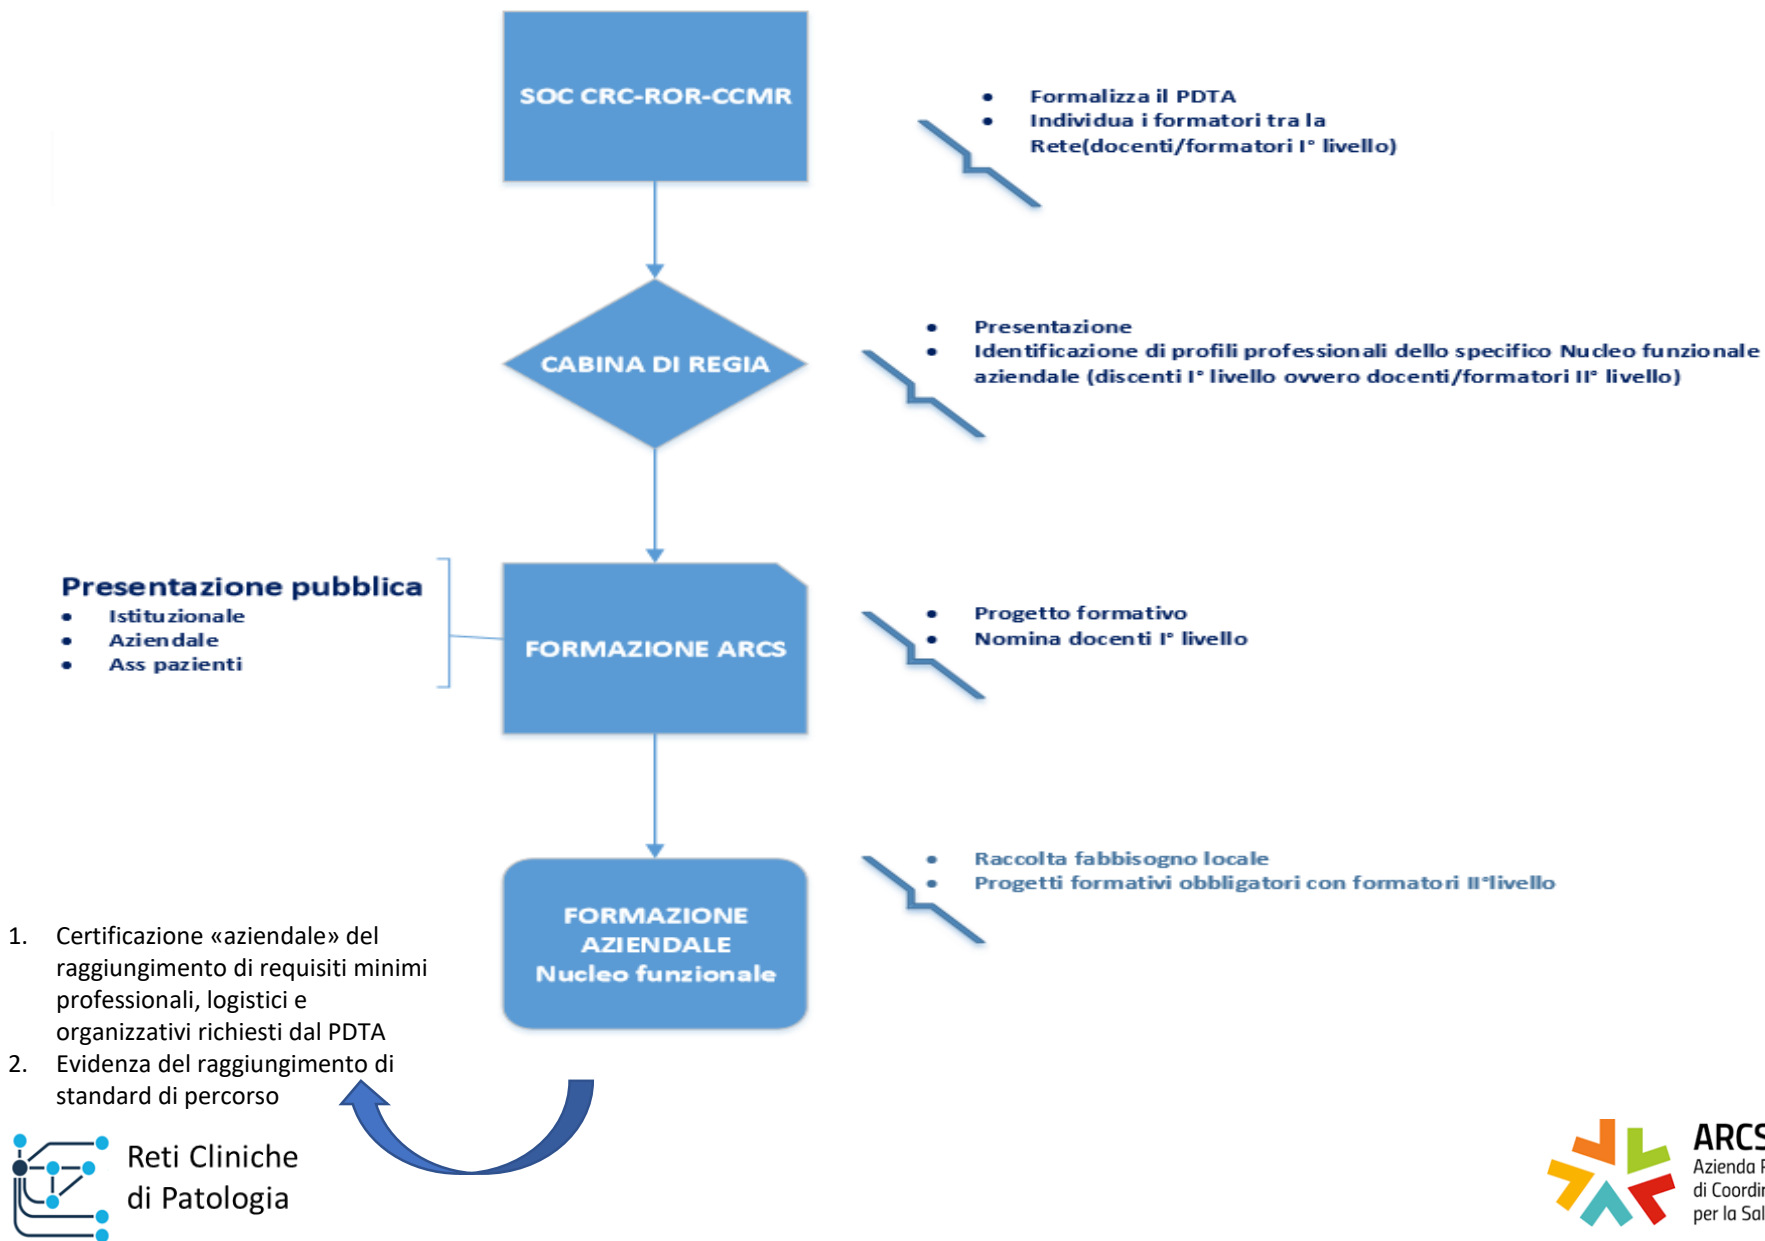 SOC CRC-ROR-CCMR
• Formalizza il PDTA
• Individua i formatori tra la
Rete(docenti/formatori I° livello)
CABINA DI REGIA
• Presentazione
• Identificazione di profili professionali dello specifico Nucleo funzionale
aziendale (discenti I° livello ovvero docenti/formatori II° livello)
Presentazione pubblica
• Istituzionale
• Aziendale
• Ass pazienti
FORMAZIONE ARCS
• Progetto formativo
• Nomina docenti I° livello
FORMAZIONE
AZIENDALE
Nucleo funzionale
• Raccolta fabbisogno locale
• Progetti formativi obbligatori con formatori II°livello
1. Certificazione «aziendale» del
raggiungimento di requisiti minimi
professionali, logistici e
organizzativi richiesti dal PDTA
2. Evidenza del raggiungimento di
standard di percorso
Reti Cliniche
di Patologia
ARCS
Azienda
di
per la